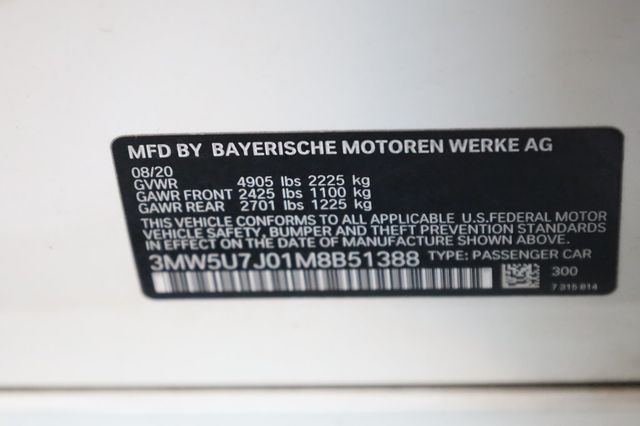 MFD BY BAYERISCHE MOTOREN WERKE AG
08/20
GVWR 4905 lbs 2225 kg
GAWR FRONT 2425 lbs 1100 kg
GAWR REAR 2701 lbs 1225 kg
THIS VEHICLE CONFORMS TO ALL APPLICABLE U.S.FEDERAL MOTOR
VEHICLE SAFETY, BUMPER AND THEFT PREVENTION STANDARDS
IN EFFECT ON THE DATE OF MANUFACTURE SHOWN ABOVE.
3MW5U7J01M8B51388 TYPE: PASSENGER CAR
300
7 315 814